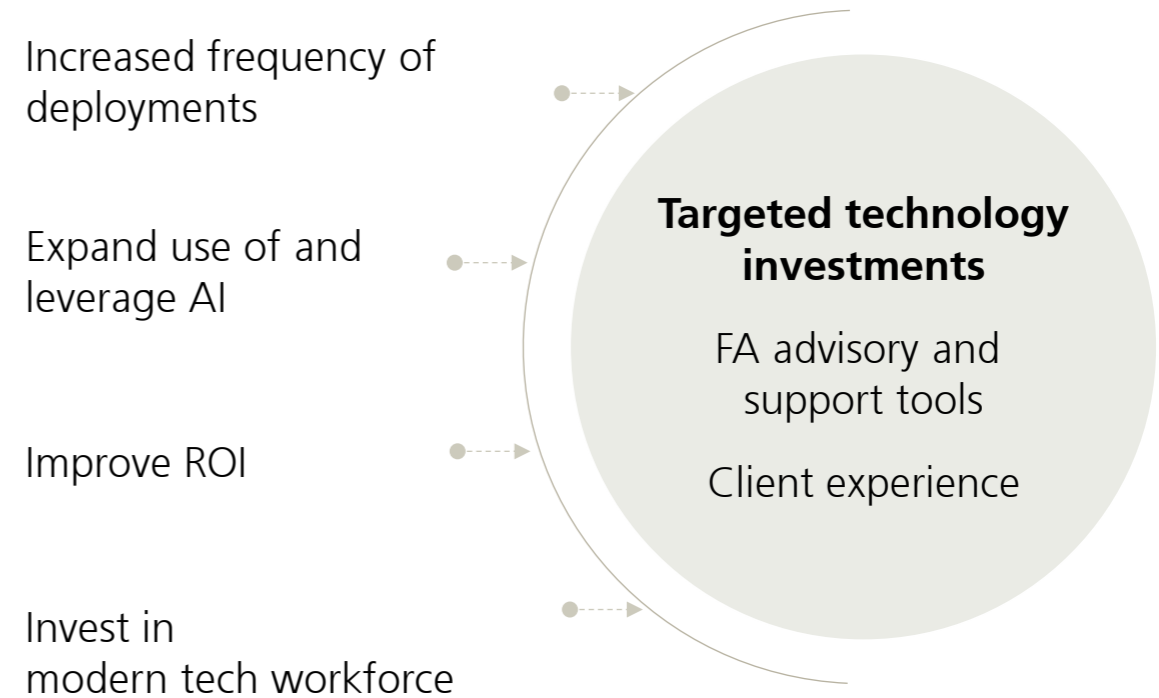 Increased frequency of
deployments
Expand use of and
leverage AI
Improve ROI
Invest in
modern tech workforce
Targeted technology
investments
FA advisory and
support tools
Client experience